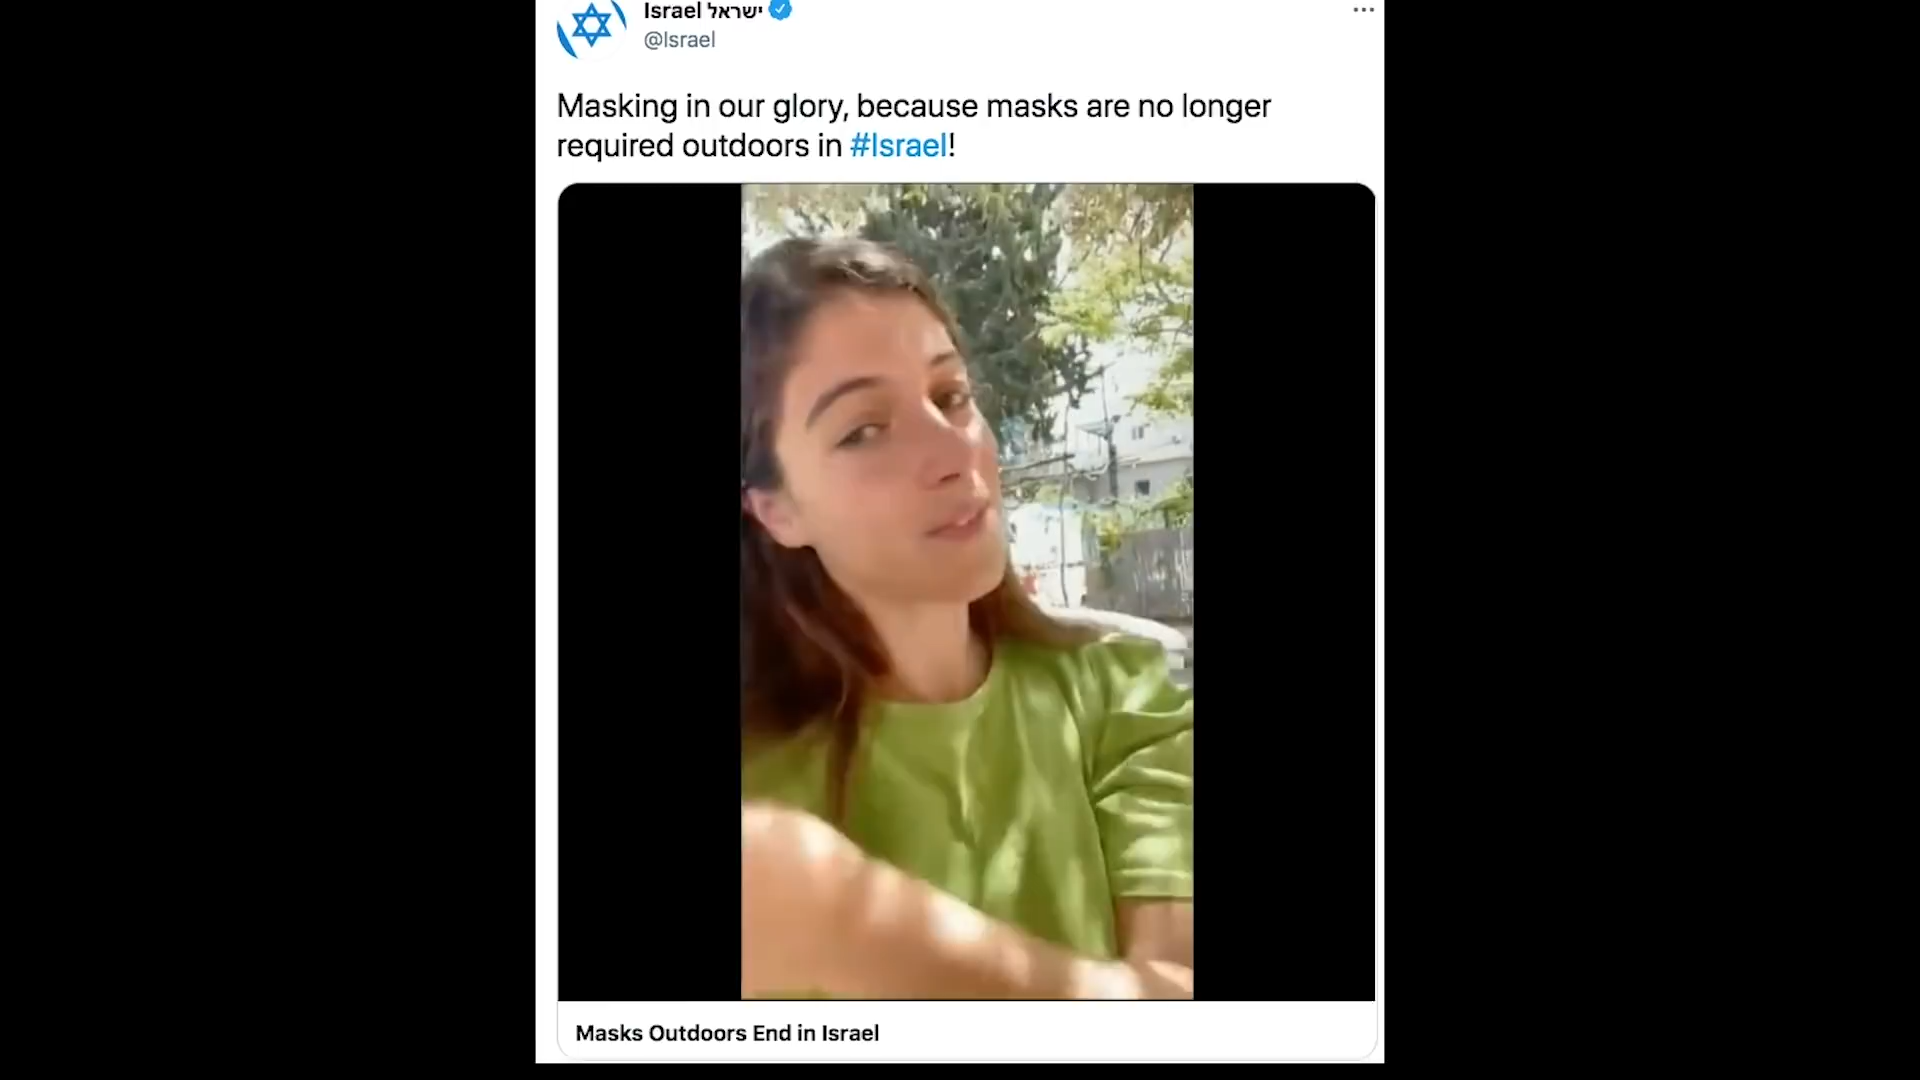 Israel ישראל
@Israel
Masking in our glory, because masks are no longer
required outdoors in #Israel!
Masks Outdoors End in Israel